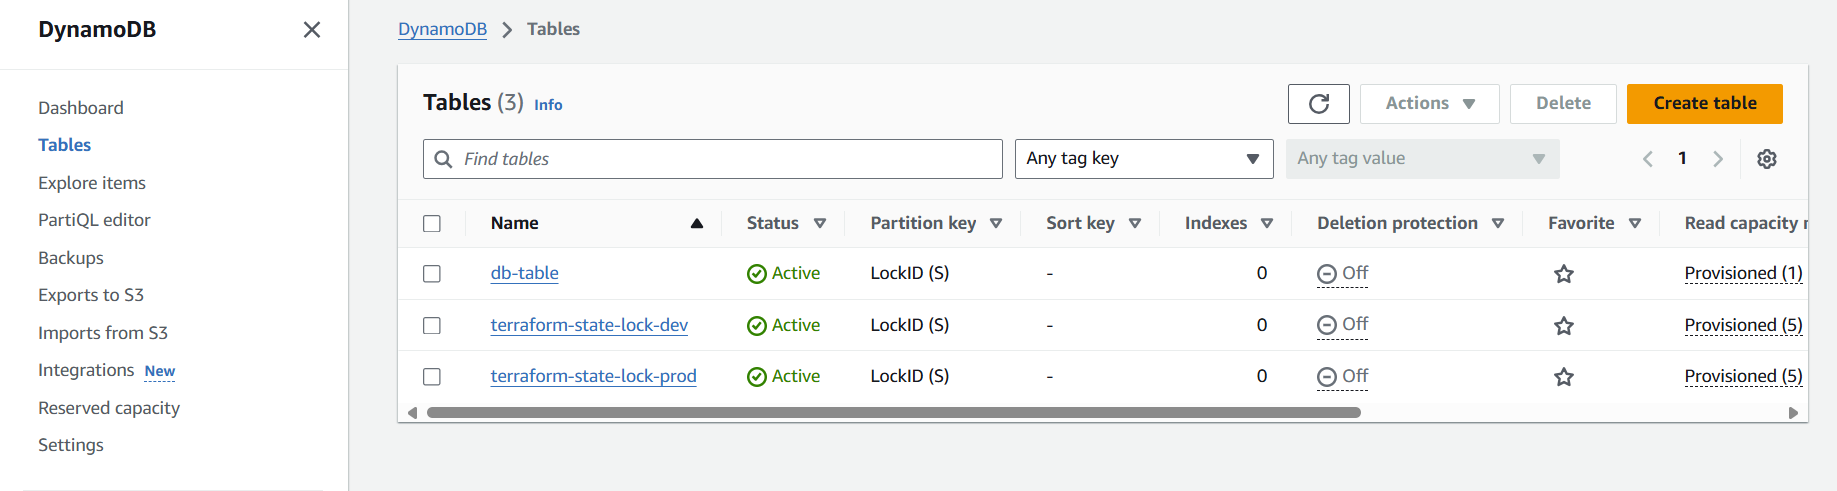 DynamoDB
Dashboard
Tables
Explore items
PartiQL editor
Backups
Exports to S3
Imports from S3
Integrations New
Reserved capacity
Settings
DynamoDB > Tables
Tables (3) Info
Actions
Delete
Create table
Find tables
Any tag key
Any tag value
1
Name Status Partition key Sort key Indexes Deletion protection Favorite Read capacity
db-table Active LockID (S) - 0 Off Provisioned (1)
terraform-state-lock-dev Active LockID (S) - 0 Off Provisioned (5)
terraform-state-lock-prod Active LockID (S) - 0 Off Provisioned (5)